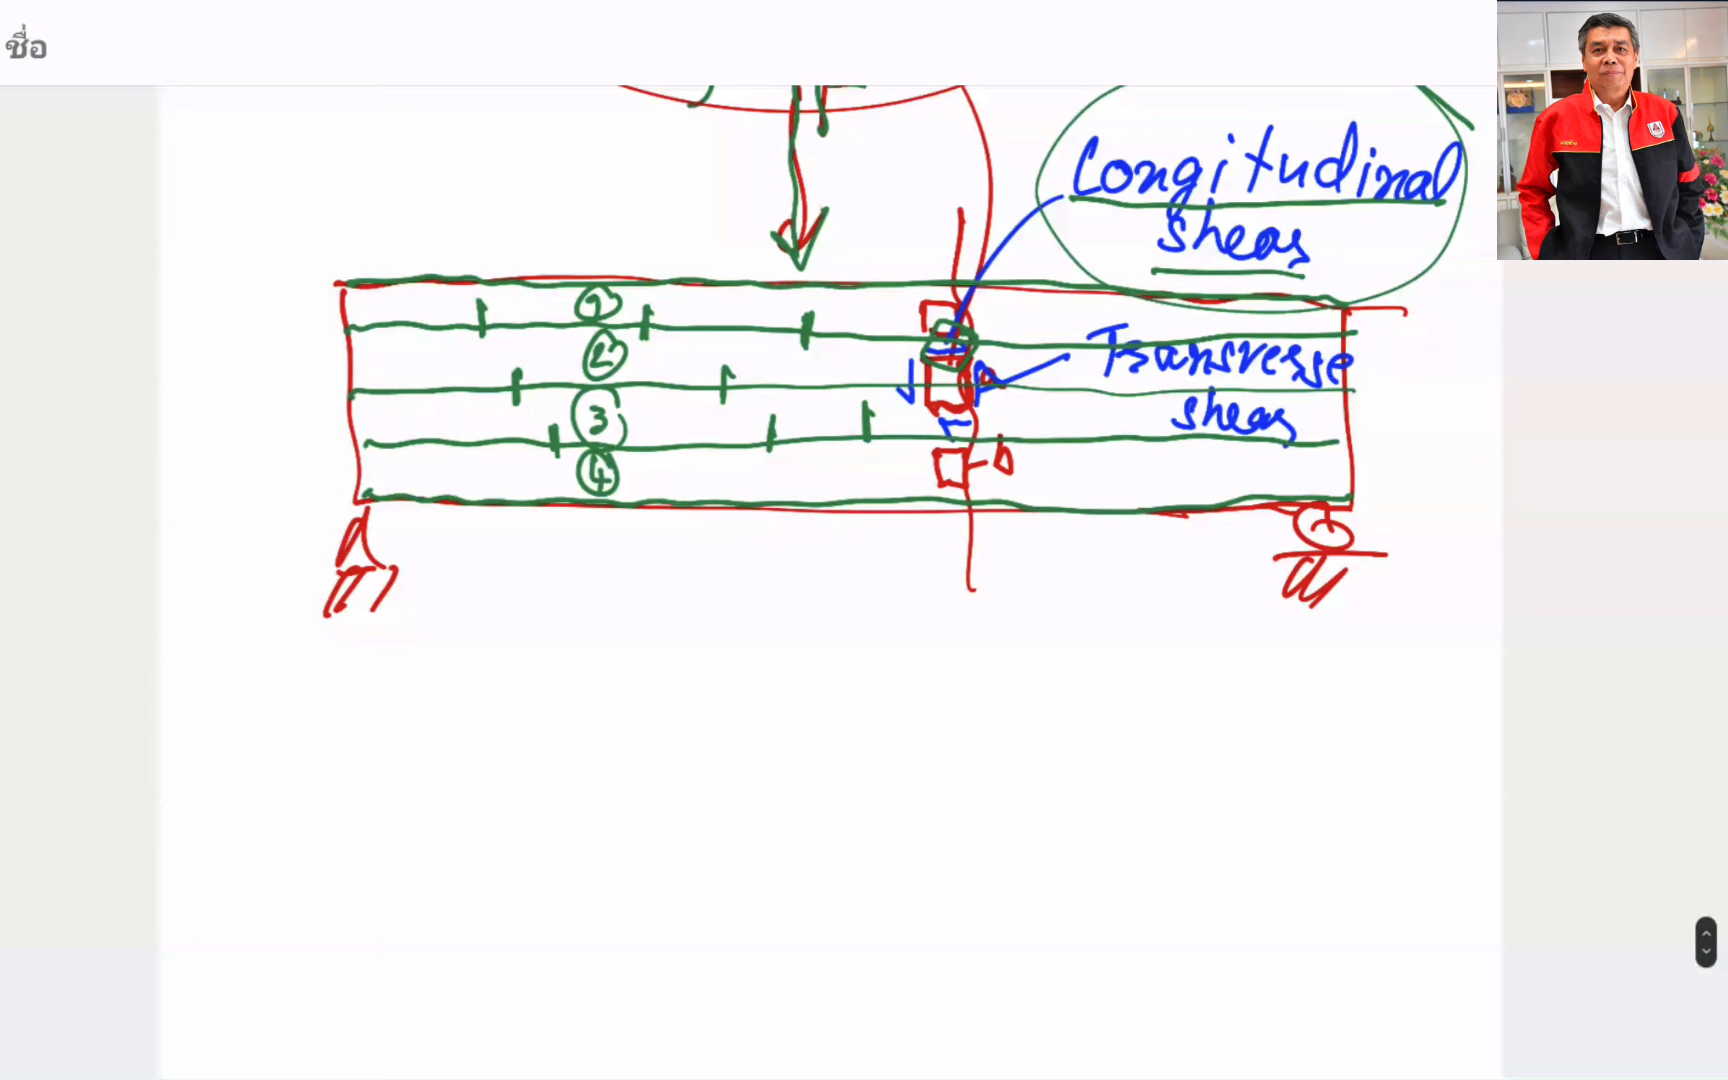 ชื่อ
Longitudinal
shear
1
Transverse
2
shear
3
4